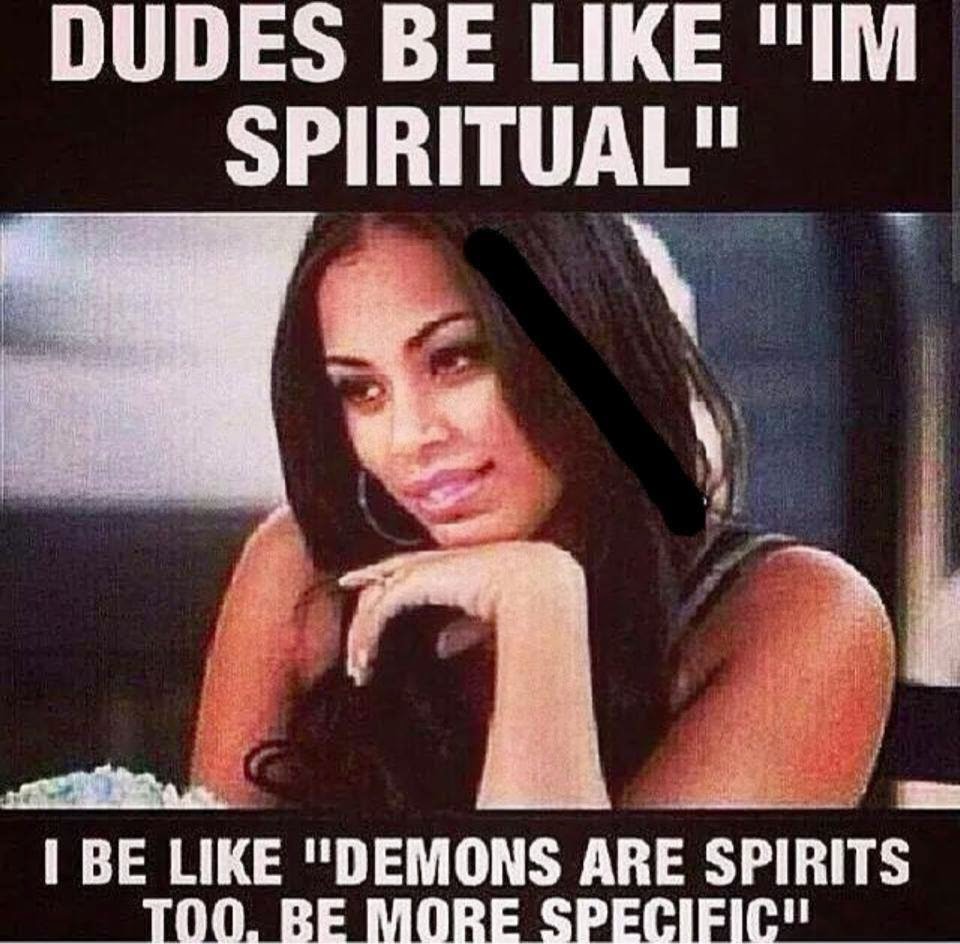 DUDES BE LIKE "IM
SPIRITUAL"
I BE LIKE "DEMONS ARE SPIRITS
TOO. BE MORE SPECIFIC"